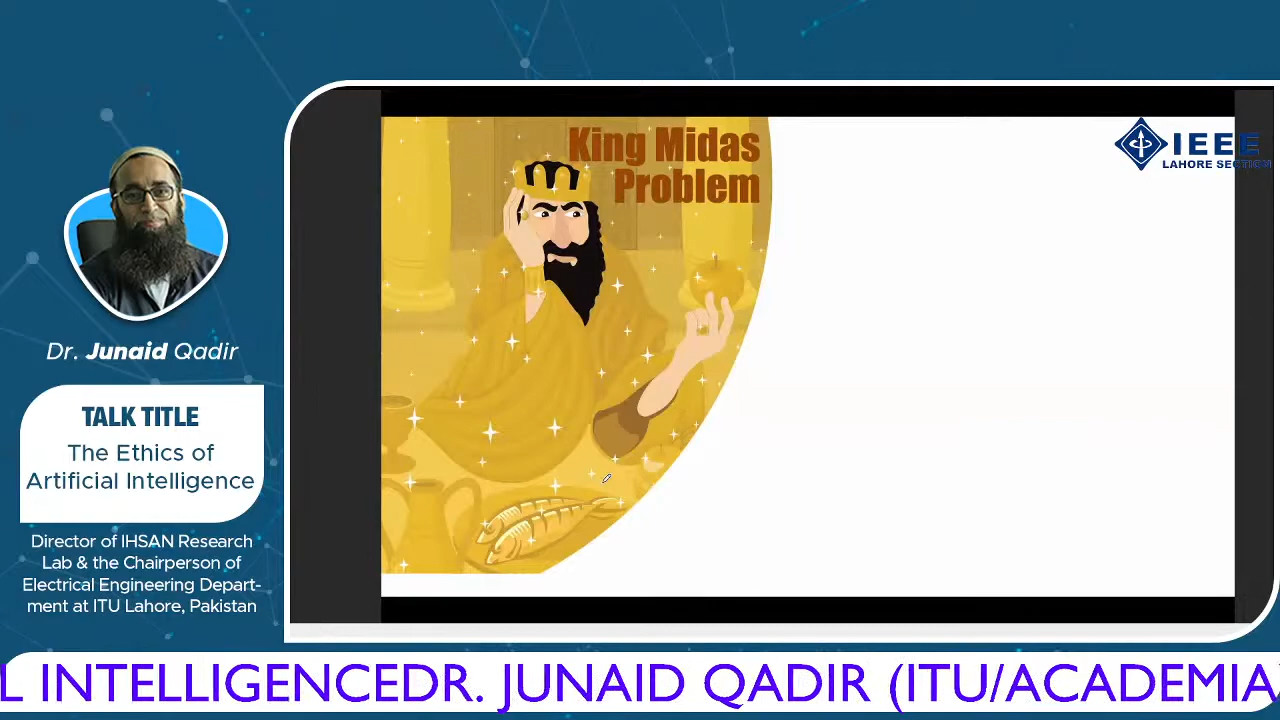 King Midas
Problem
IEEE
LAHORE SECTION
Dr. Junaid Qadir
TALK TITLE
The Ethics of
Artificial Intelligence
Director of IHSAN Research
Lab & the Chairperson of
Electrical Engineering Depart-
ment at ITU Lahore, Pakistan
L INTELLIGENCEDR. JUNAID QADIR (ITU/ACADEMIA)